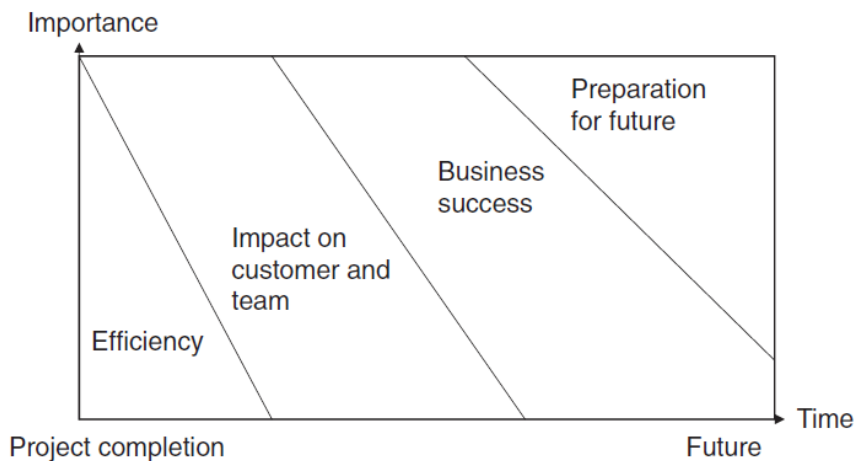 Importance
Preparation
for future
Business
success
Impact on
customer and
team
Efficiency
Time
Project completion
Future